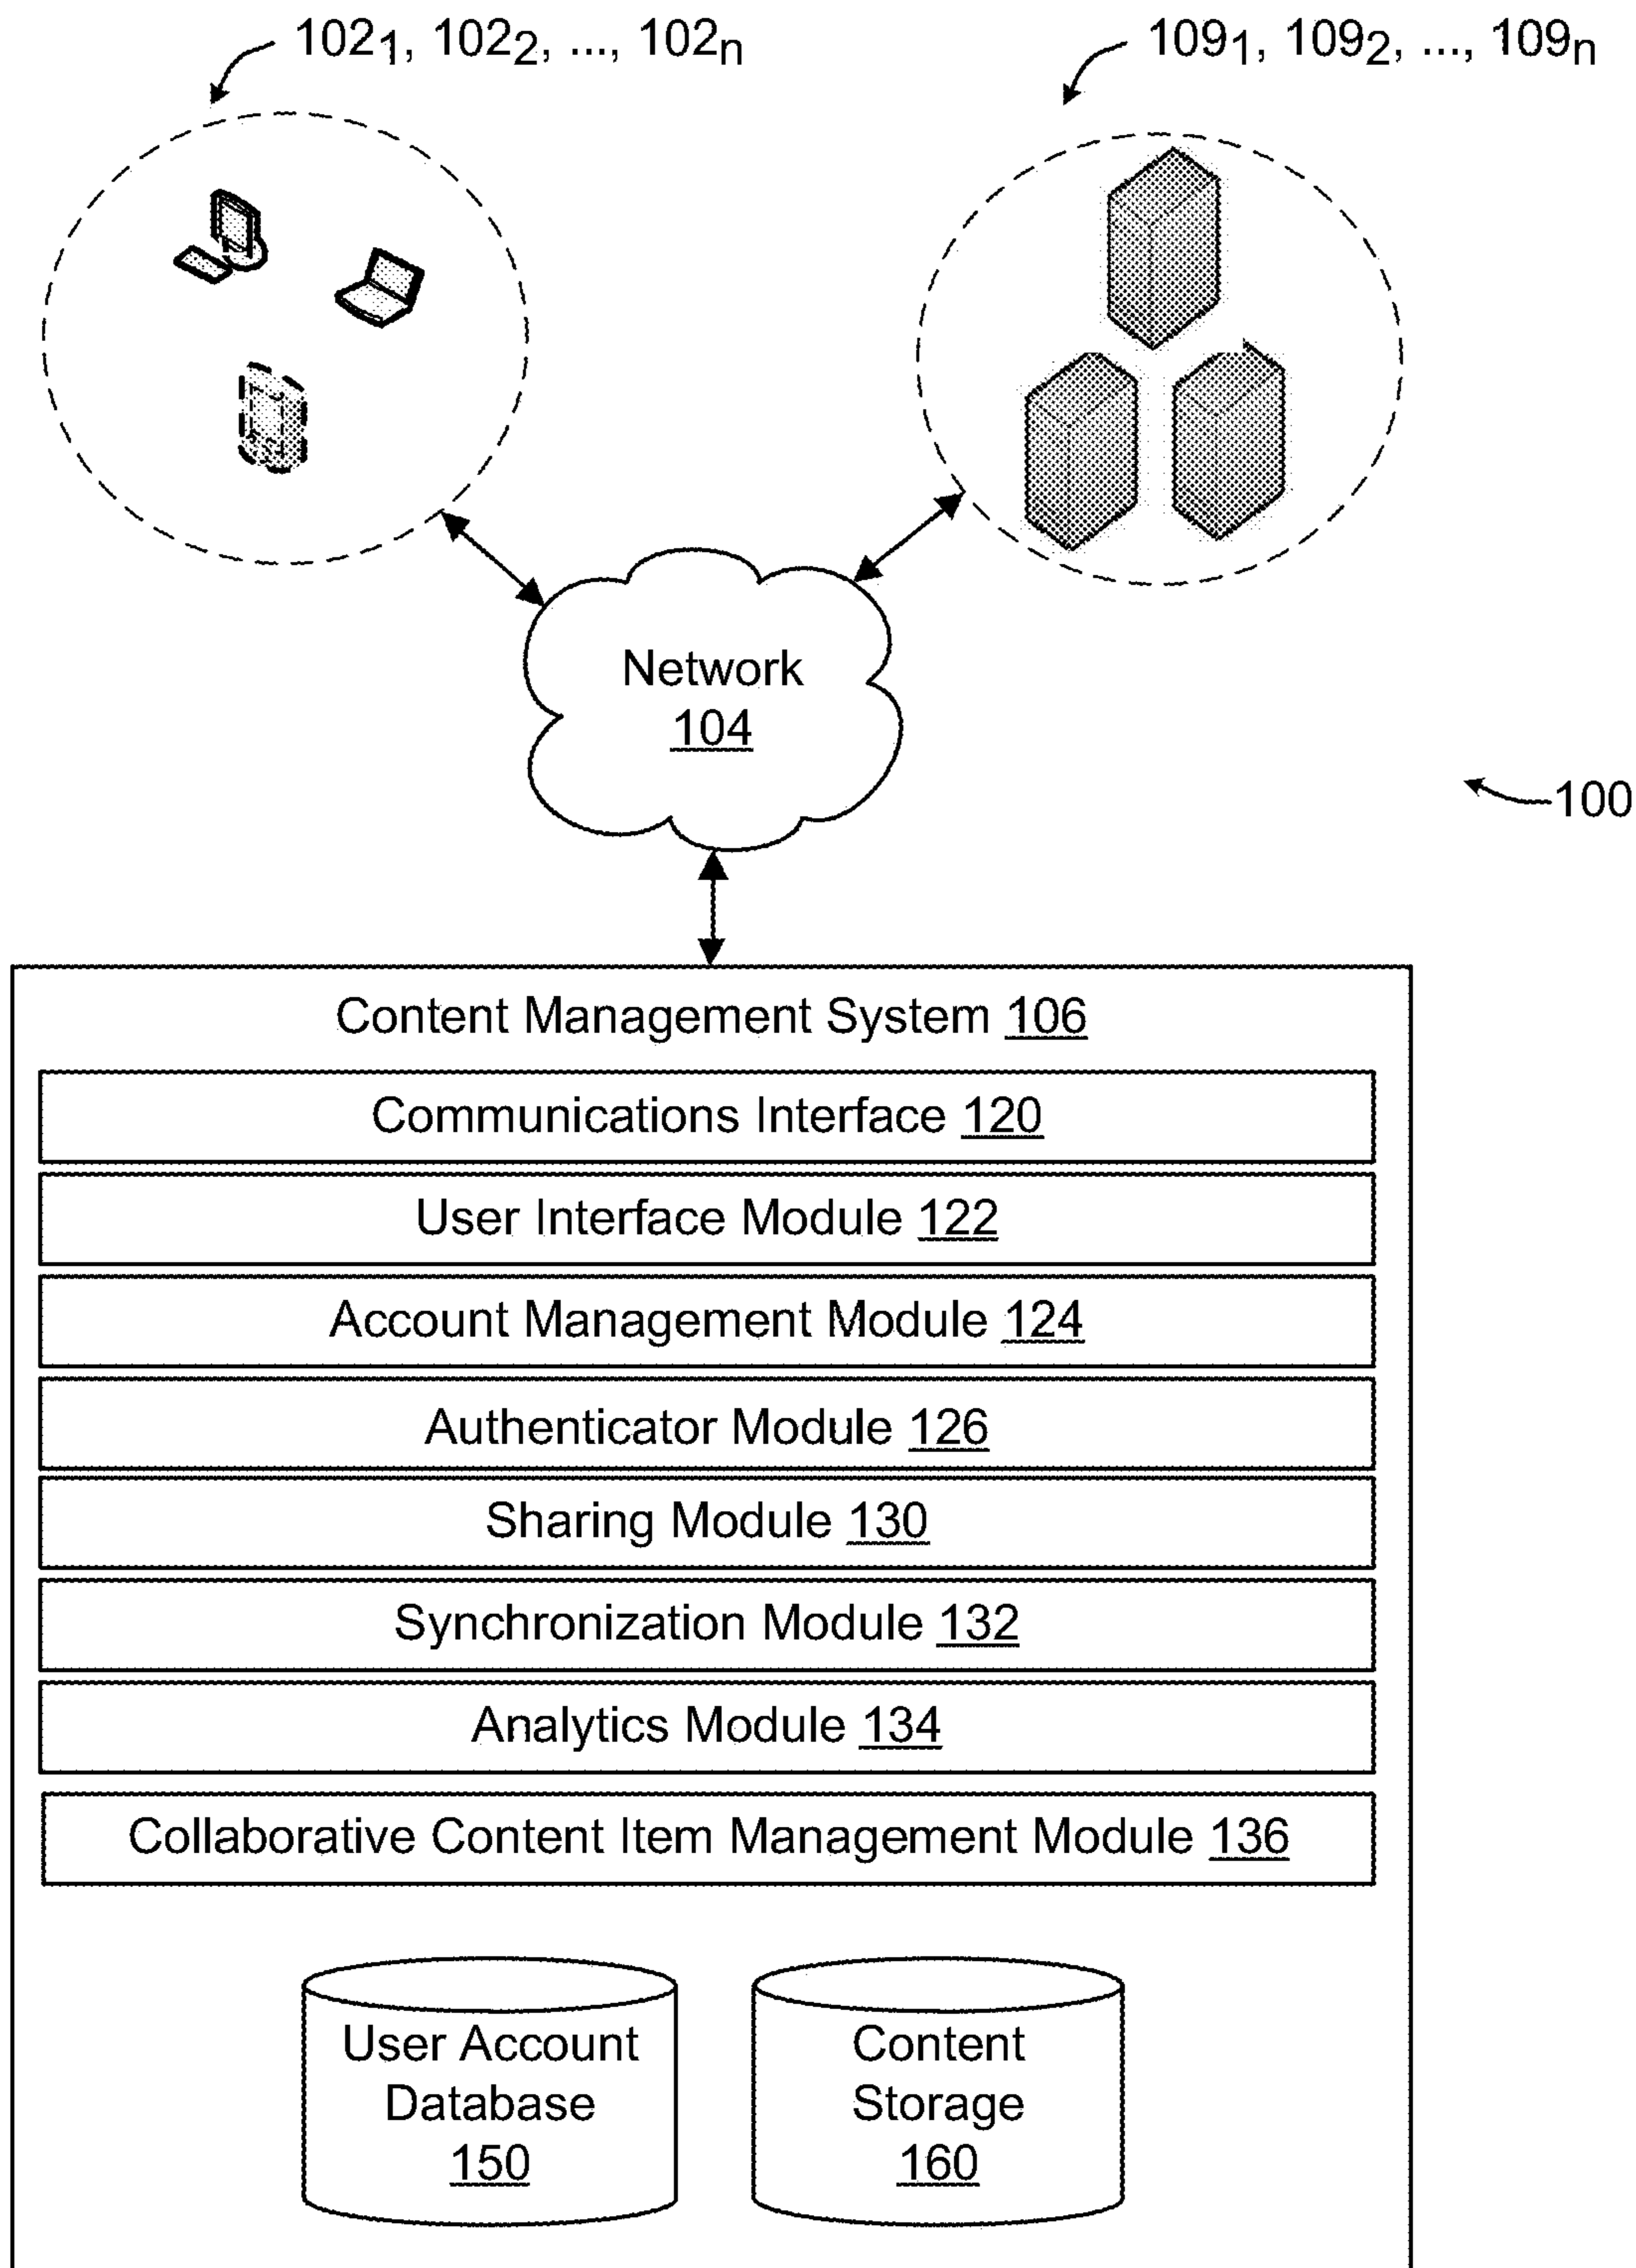 102₁, 102₂, ..., 102ₙ
109₁, 109₂, ..., 109ₙ
Network
104
100
Content Management System 106
Communications Interface 120
User Interface Module 122
Account Management Module 124
Authenticator Module 126
Sharing Module 130
Synchronization Module 132
Analytics Module 134
Collaborative Content Item Management Module 136
User Account
Database
150
Content
Storage
160